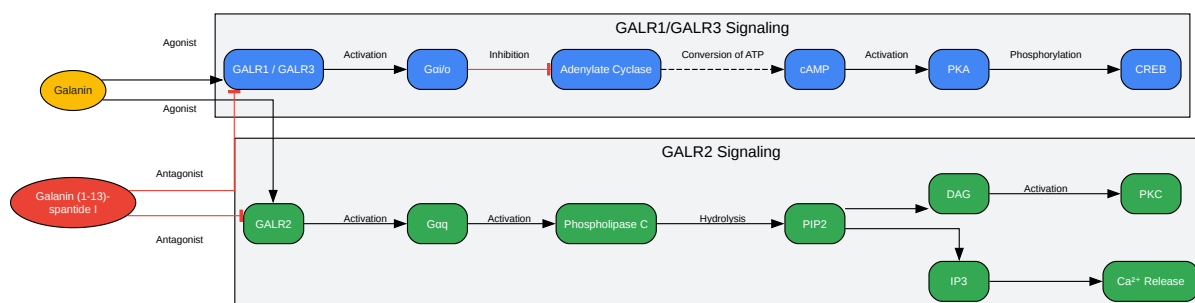 GALR1/GALR3 Signaling
Agonist
Activation
Inhibition
Conversion of ATP
Activation
Phosphorylation
GALR1 / GALR3
Gαi/o
Adenylate Cyclase
cAMP
PKA
CREB
Galanin
Agonist
GALR2 Signaling
Antagonist
Galanin (1-13)-
spantide I
DAG
Activation
PKC
GALR2
Activation
Gαq
Activation
Phospholipase C
Hydrolysis
PIP2
Antagonist
IP3
Ca²⁺ Release